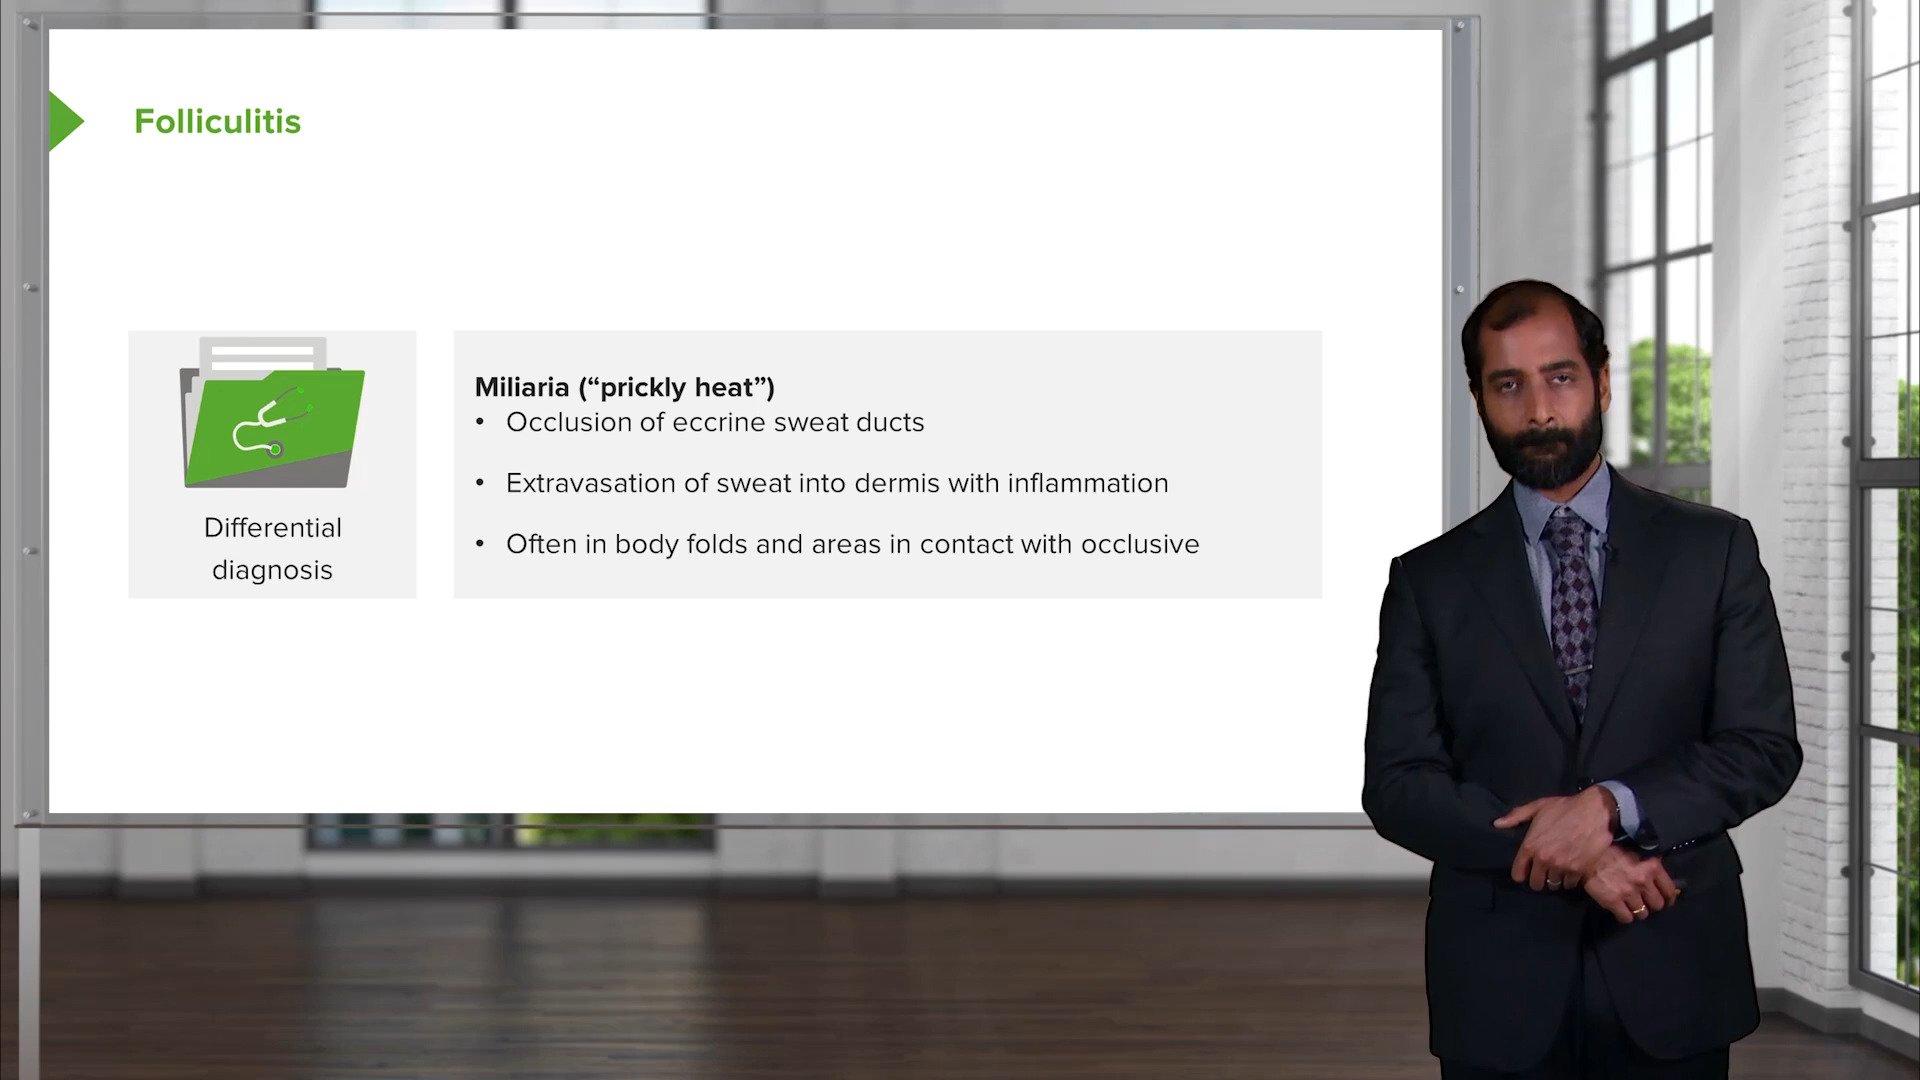 Folliculitis
Differential
diagnosis
Miliaria (“prickly heat”)
• Occlusion of eccrine sweat ducts
• Extravasation of sweat into dermis with inflammation
• Often in body folds and areas in contact with occlusive